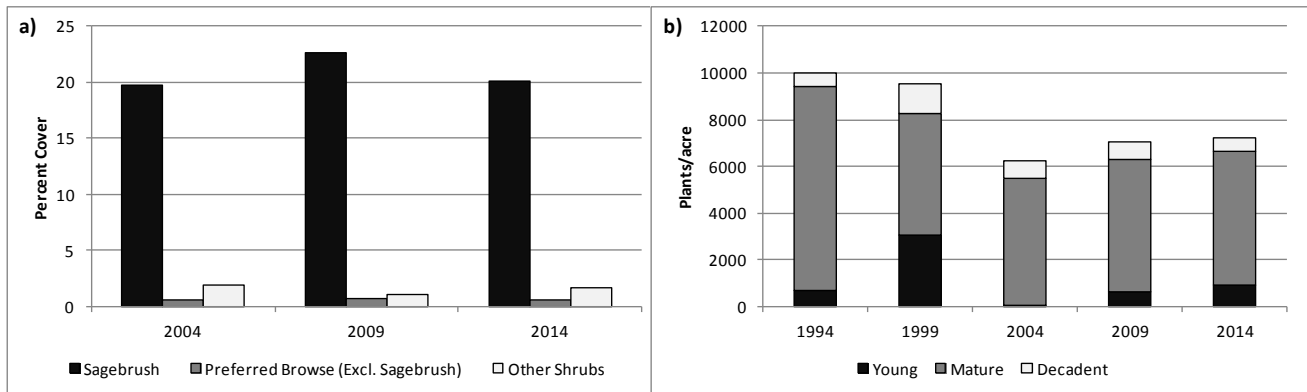 a)
Percent Cover
25
20
15
10
5
0
2004 2009 2014
Sagebrush Preferred Browse (Excl. Sagebrush) Other Shrubs
b)
Plants/acre
12000
10000
8000
6000
4000
2000
0
1994 1999 2004 2009 2014
Young Mature Decadent